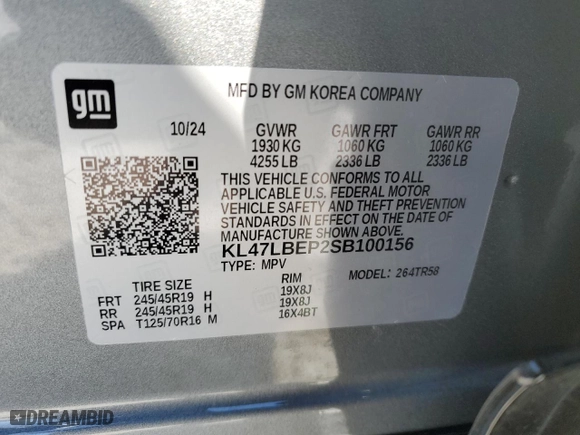 gm
MFD BY GM KOREA COMPANY
10/24 GVWR GAWR FRT GAWR RR
1930 KG 1060 KG 1060 KG
4255 LB 2336 LB 2336 LB
THIS VEHICLE CONFORMS TO ALL
APPLICABLE U.S. FEDERAL MOTOR
VEHICLE SAFETY AND THEFT PREVENTION
STANDARDS IN EFFECT ON THE DATE OF
MANUFACTURE SHOWN ABOVE.
KL47LBEP2SB100156
TYPE: MPV MODEL: 264TR58
TIRE SIZE RIM
FRT 245/45R19 H 19X8J
RR 245/45R19 H 19X8J
SPA T125/70R16 M 16X4BT
DREAMBID